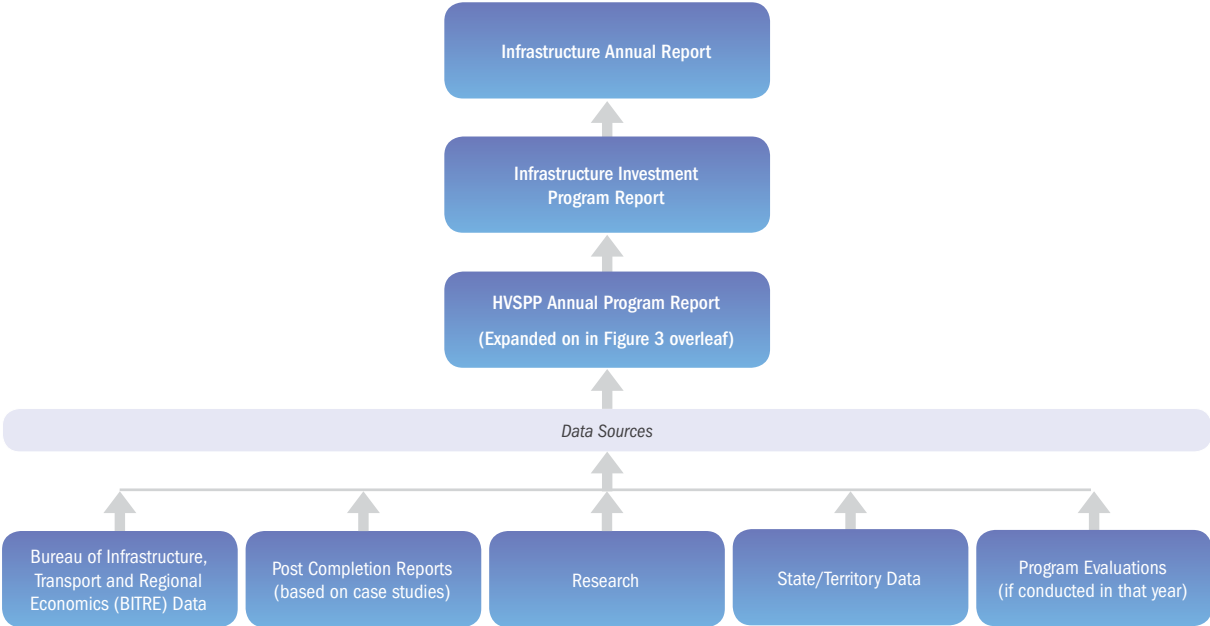 Infrastructure Annual Report
Infrastructure Investment
Program Report
HVSPP Annual Program Report
(Expanded on in Figure 3 overleaf)
Data Sources
Bureau of Infrastructure,
Transport and Regional
Economics (BITRE) Data
Post Completion Reports
(based on case studies)
Research
State/Territory Data
Program Evaluations
(if conducted in that year)